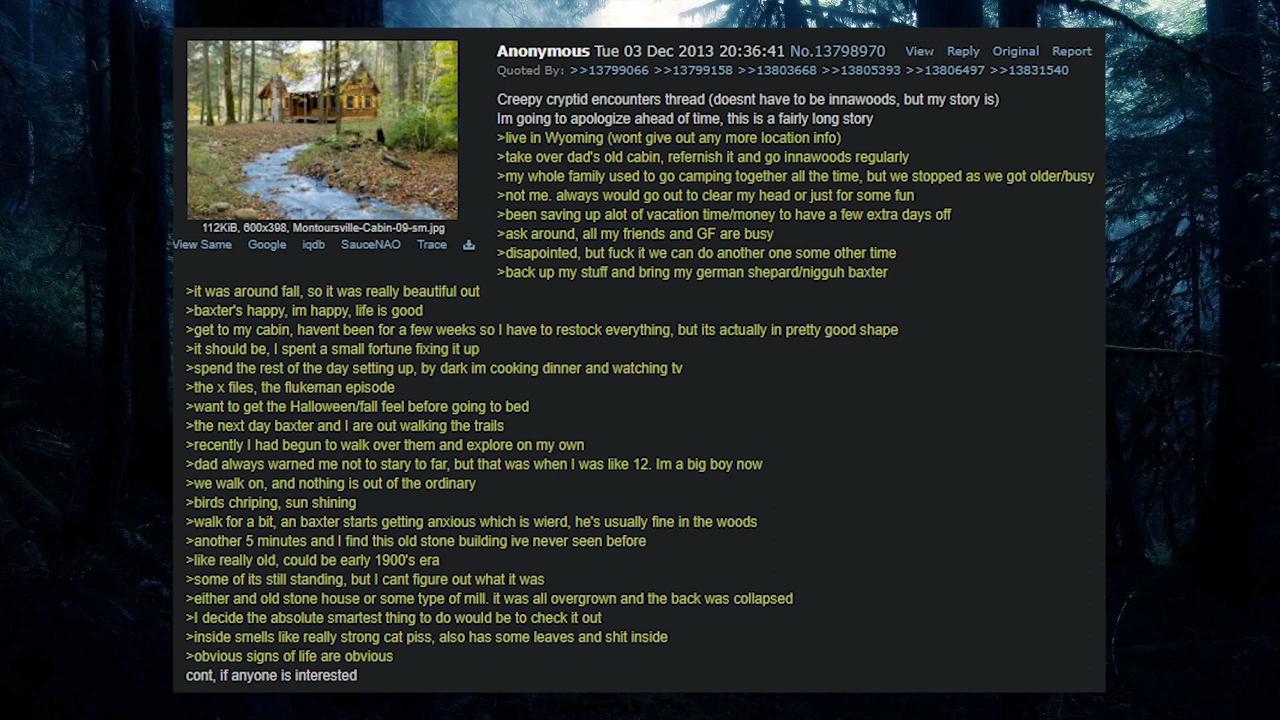 Anonymous Tue 03 Dec 2013 20:36:41 No.13798970 View Reply Original Report
Quoted By: >>13799066 >>13799158 >>13803668 >>13805393 >>13806497 >>13831540
112KiB, 600x398, Montoursville-Cabin-09-sm.jpg
View Same Google iqdb SauceNAO Trace
Creepy cryptid encounters thread (doesnt have to be innawoods, but my story is)
Im going to apologize ahead of time, this is a fairly long story
>live in Wyoming (wont give out any more location info)
>take over dad's old cabin, refernish it and go innawoods regularly
>my whole family used to go camping together all the time, but we stopped as we got older/busy
>not me. always would go out to clear my head or just for some fun
>been saving up alot of vacation time/money to have a few extra days off
>ask around, all my friends and GF are busy
>disapointed, but fuck it we can do another one some other time
>back up my stuff and bring my german shepard/nigguh baxter
>it was around fall, so it was really beautiful out
>baxter's happy, im happy, life is good
>get to my cabin, havent been for a few weeks so I have to restock everything, but its actually in pretty good shape
>it should be, I spent a small fortune fixing it up
>spend the rest of the day setting up, by dark im cooking dinner and watching tv
>the x files, the flukeman episode
>want to get the Halloween/fall feel before going to bed
>the next day baxter and I are out walking the trails
>recently I had begun to walk over them and explore on my own
>dad always warned me not to stary to far, but that was when I was like 12. Im a big boy now
>we walk on, and nothing is out of the ordinary
>birds chriping, sun shining
>walk for a bit, an baxter starts getting anxious which is wierd, he's usually fine in the woods
>another 5 minutes and I find this old stone building ive never seen before
>like really old, could be early 1900's era
>some of its still standing, but I cant figure out what it was
>either and old stone house or some type of mill. it was all overgrown and the back was collapsed
>I decide the absolute smartest thing to do would be to check it out
>inside smells like really strong cat piss, also has some leaves and shit inside
>obvious signs of life are obvious
cont, if anyone is interested